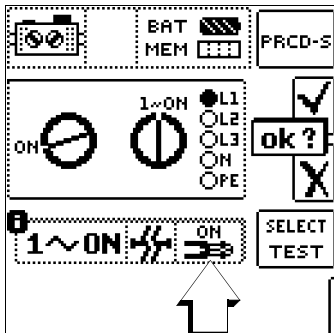 BAT
MEM
PRCD-S
ON
1~ON
L1
L2
L3
N
PE
ok ?
i
1~ON
ON
SELECT
TEST